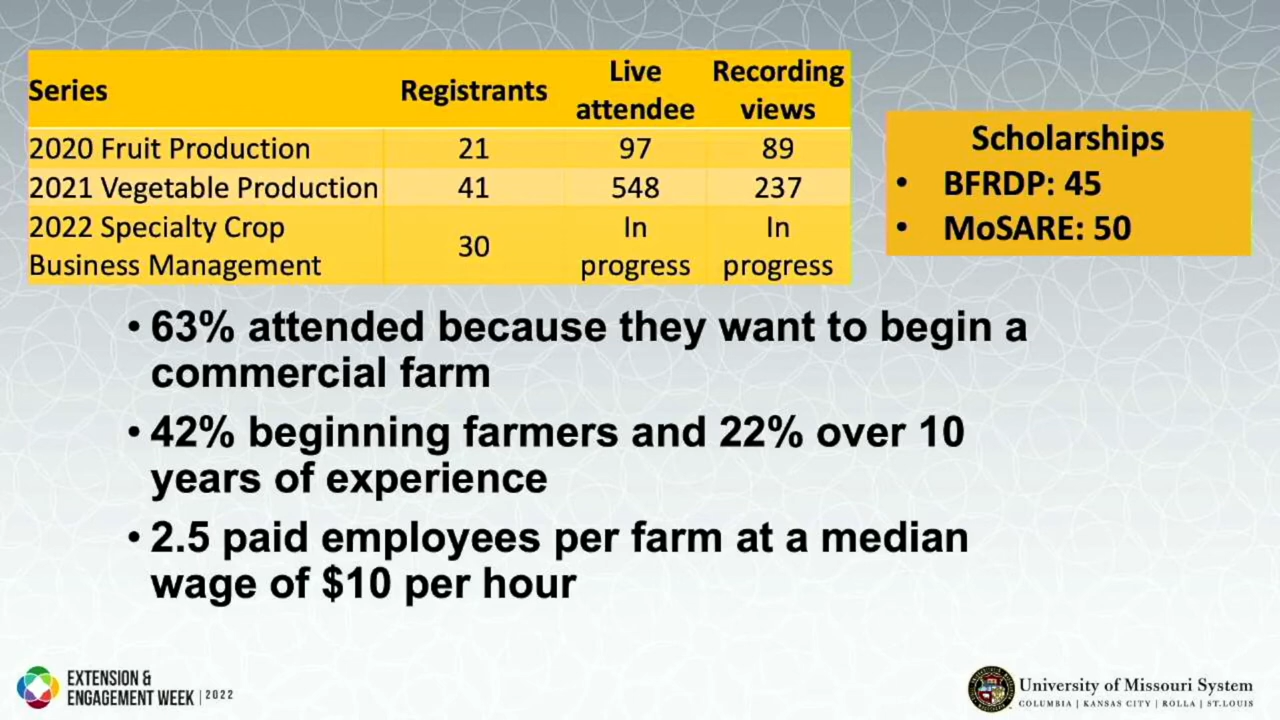 Series Registrants Live attendee Recording views
2020 Fruit Production 21 97 89
2021 Vegetable Production 41 548 237
2022 Specialty Crop Business Management 30 In progress In progress
Scholarships
• BFRDP: 45
• MoSARE: 50
• 63% attended because they want to begin a
commercial farm
• 42% beginning farmers and 22% over 10
years of experience
• 2.5 paid employees per farm at a median
wage of $10 per hour
EXTENSION &
ENGAGEMENT WEEK | 2022
University of Missouri System
COLUMBIA | KANSAS CITY | ROLLA | ST.LOUIS